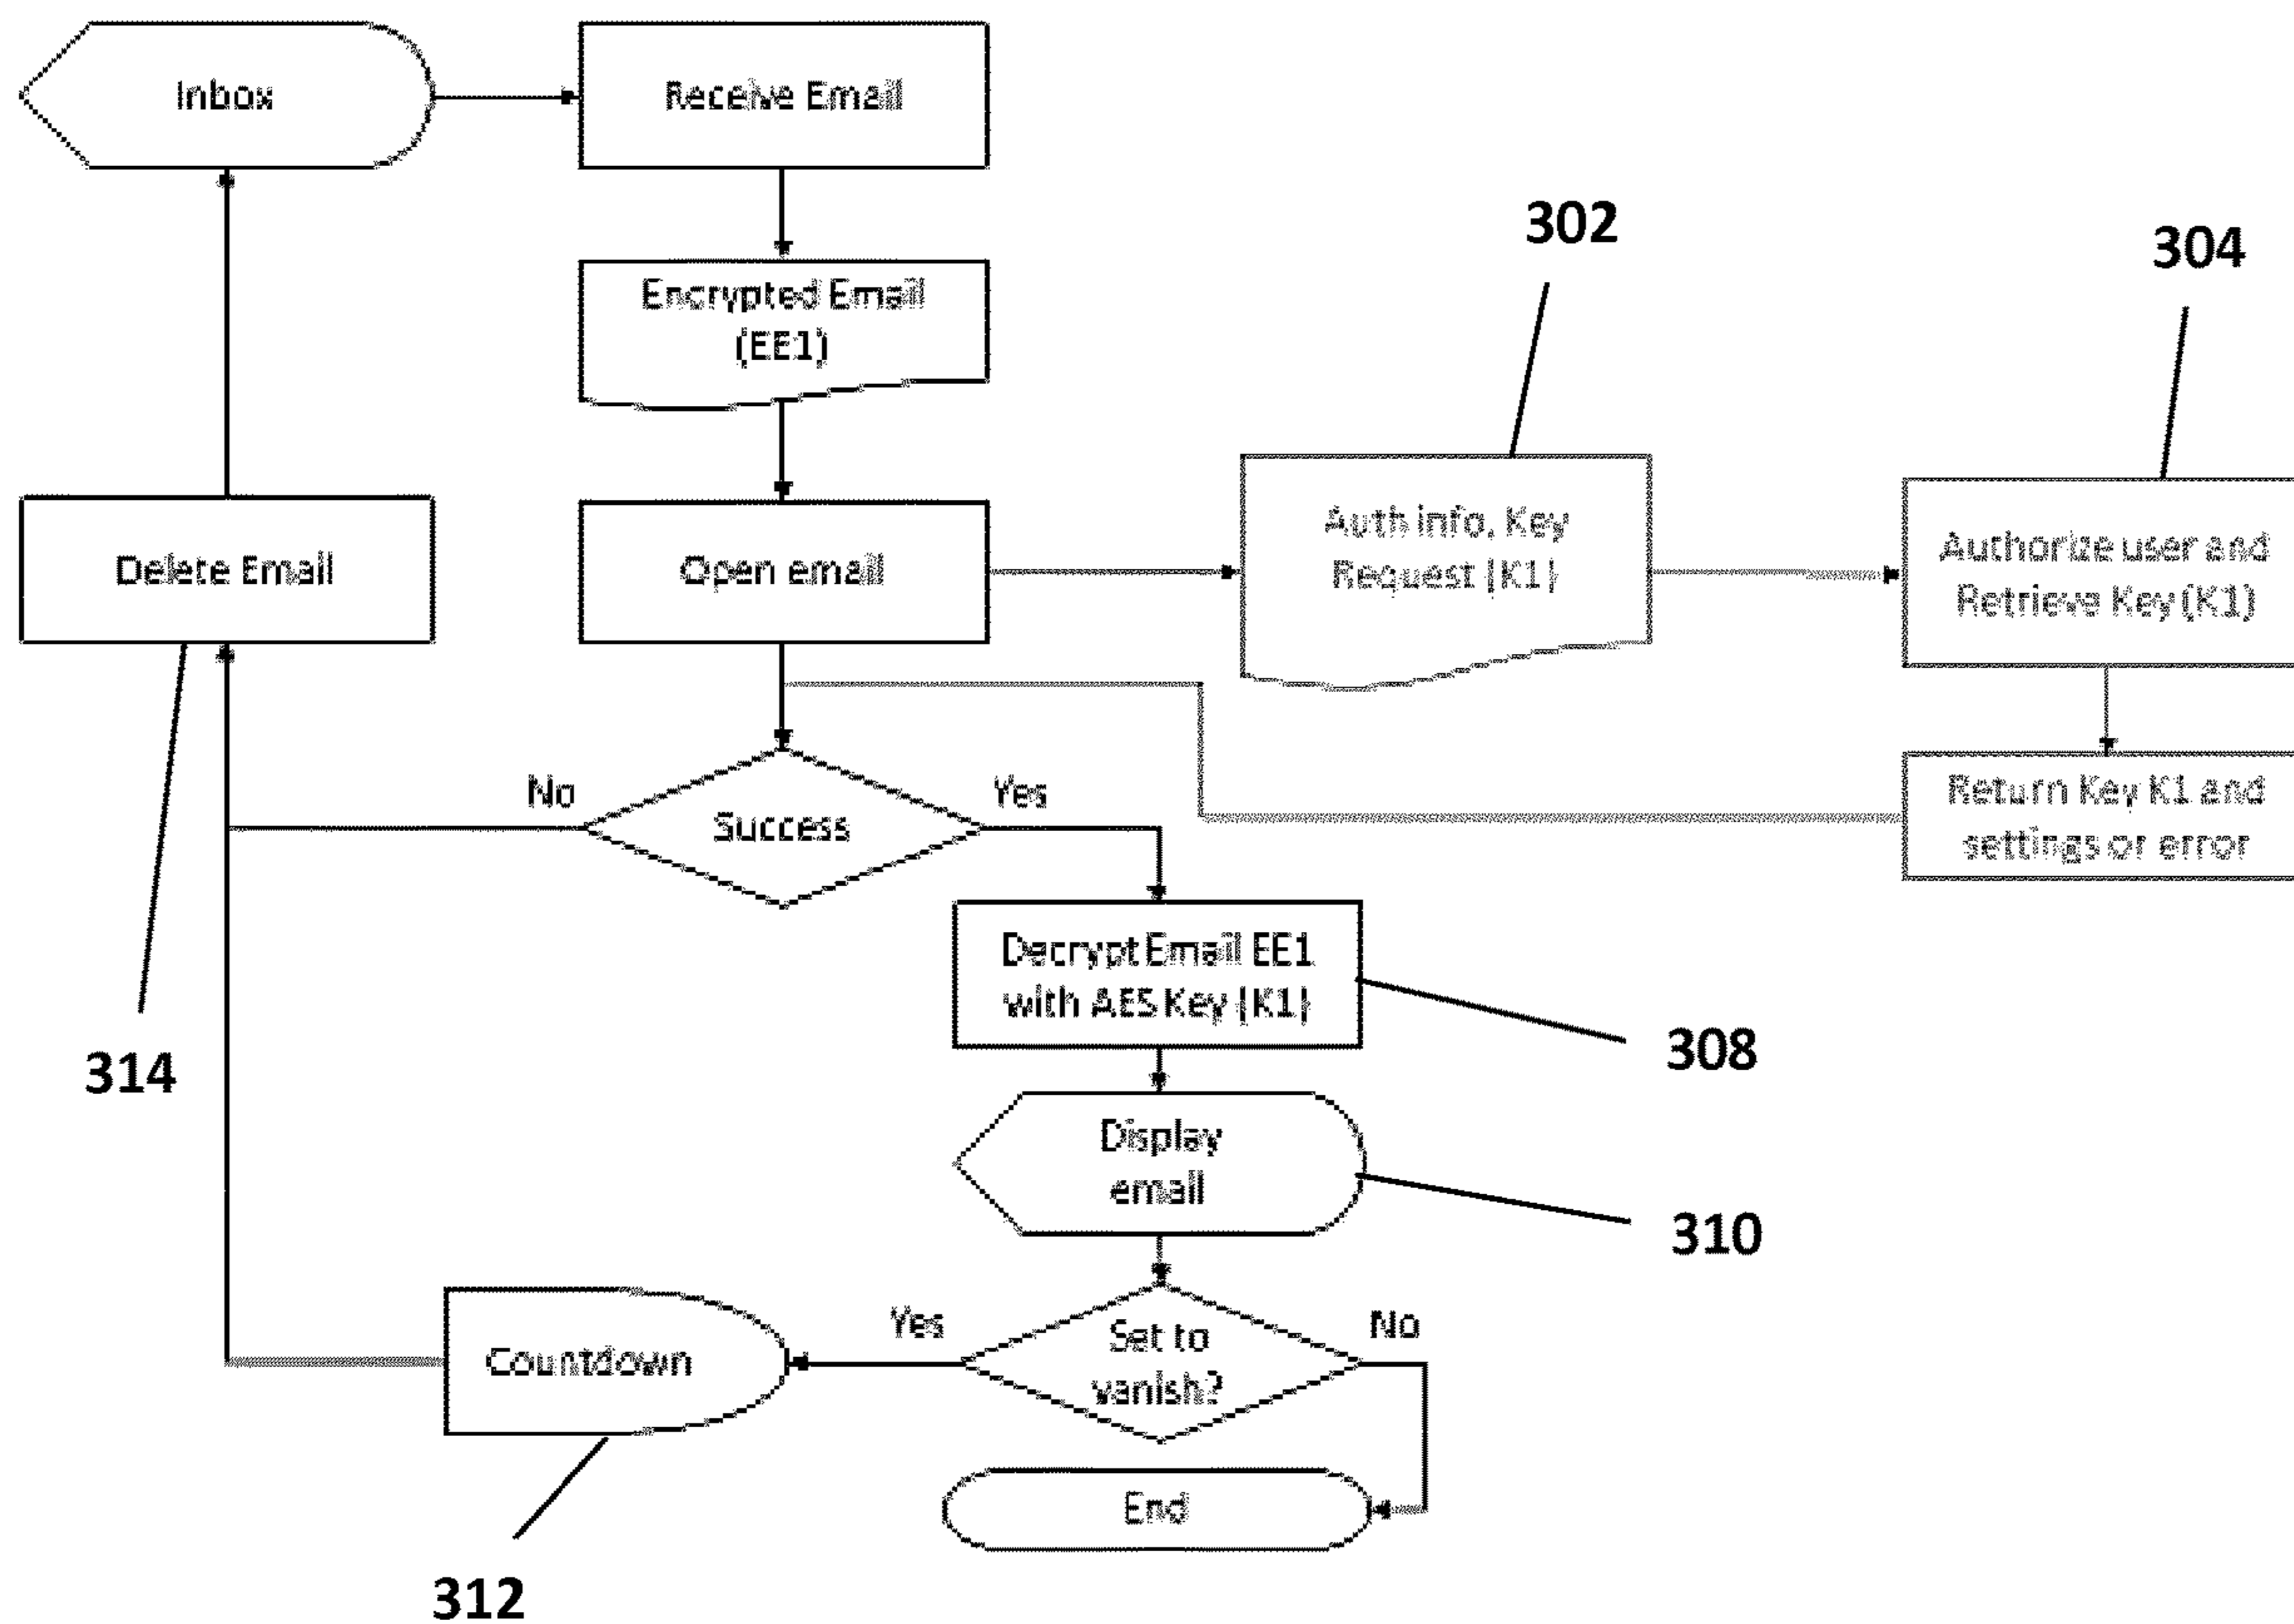 Inbox
Receive Email
302
304
Encrypted Email
(EE1)
Delete Email
Open email
Auth info, Key
Request (K1)
Authorize user and
Retrieve Key (K1)
No
Yes
Success
Return Key K1 and
settings or error
Decrypt Email EE1
with AES Key (K1)
308
314
Display
email
310
Yes
No
Set to
vanish?
Countdown
End
312